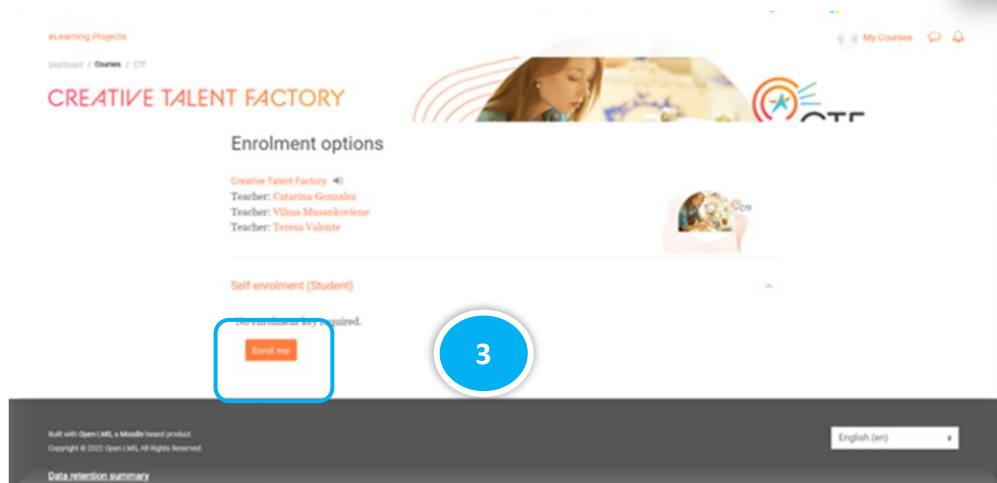 eLearning Projects
My Courses
Dashboard / Courses / CTF
CREATIVE TALENT FACTORY
CTF
Enrolment options
Creative Talent Factory
Teacher: Catarina Gonzalez
Teacher: Vilma Musankoviene
Teacher: Teresa Valente
CTF
Self enrolment (Student)
No enrolment key required.
Enrol me
3
Built with Open LMS, a Moodle-based product.
Copyright © 2022 Open LMS, All Rights Reserved.
English (en)
Data retention summary